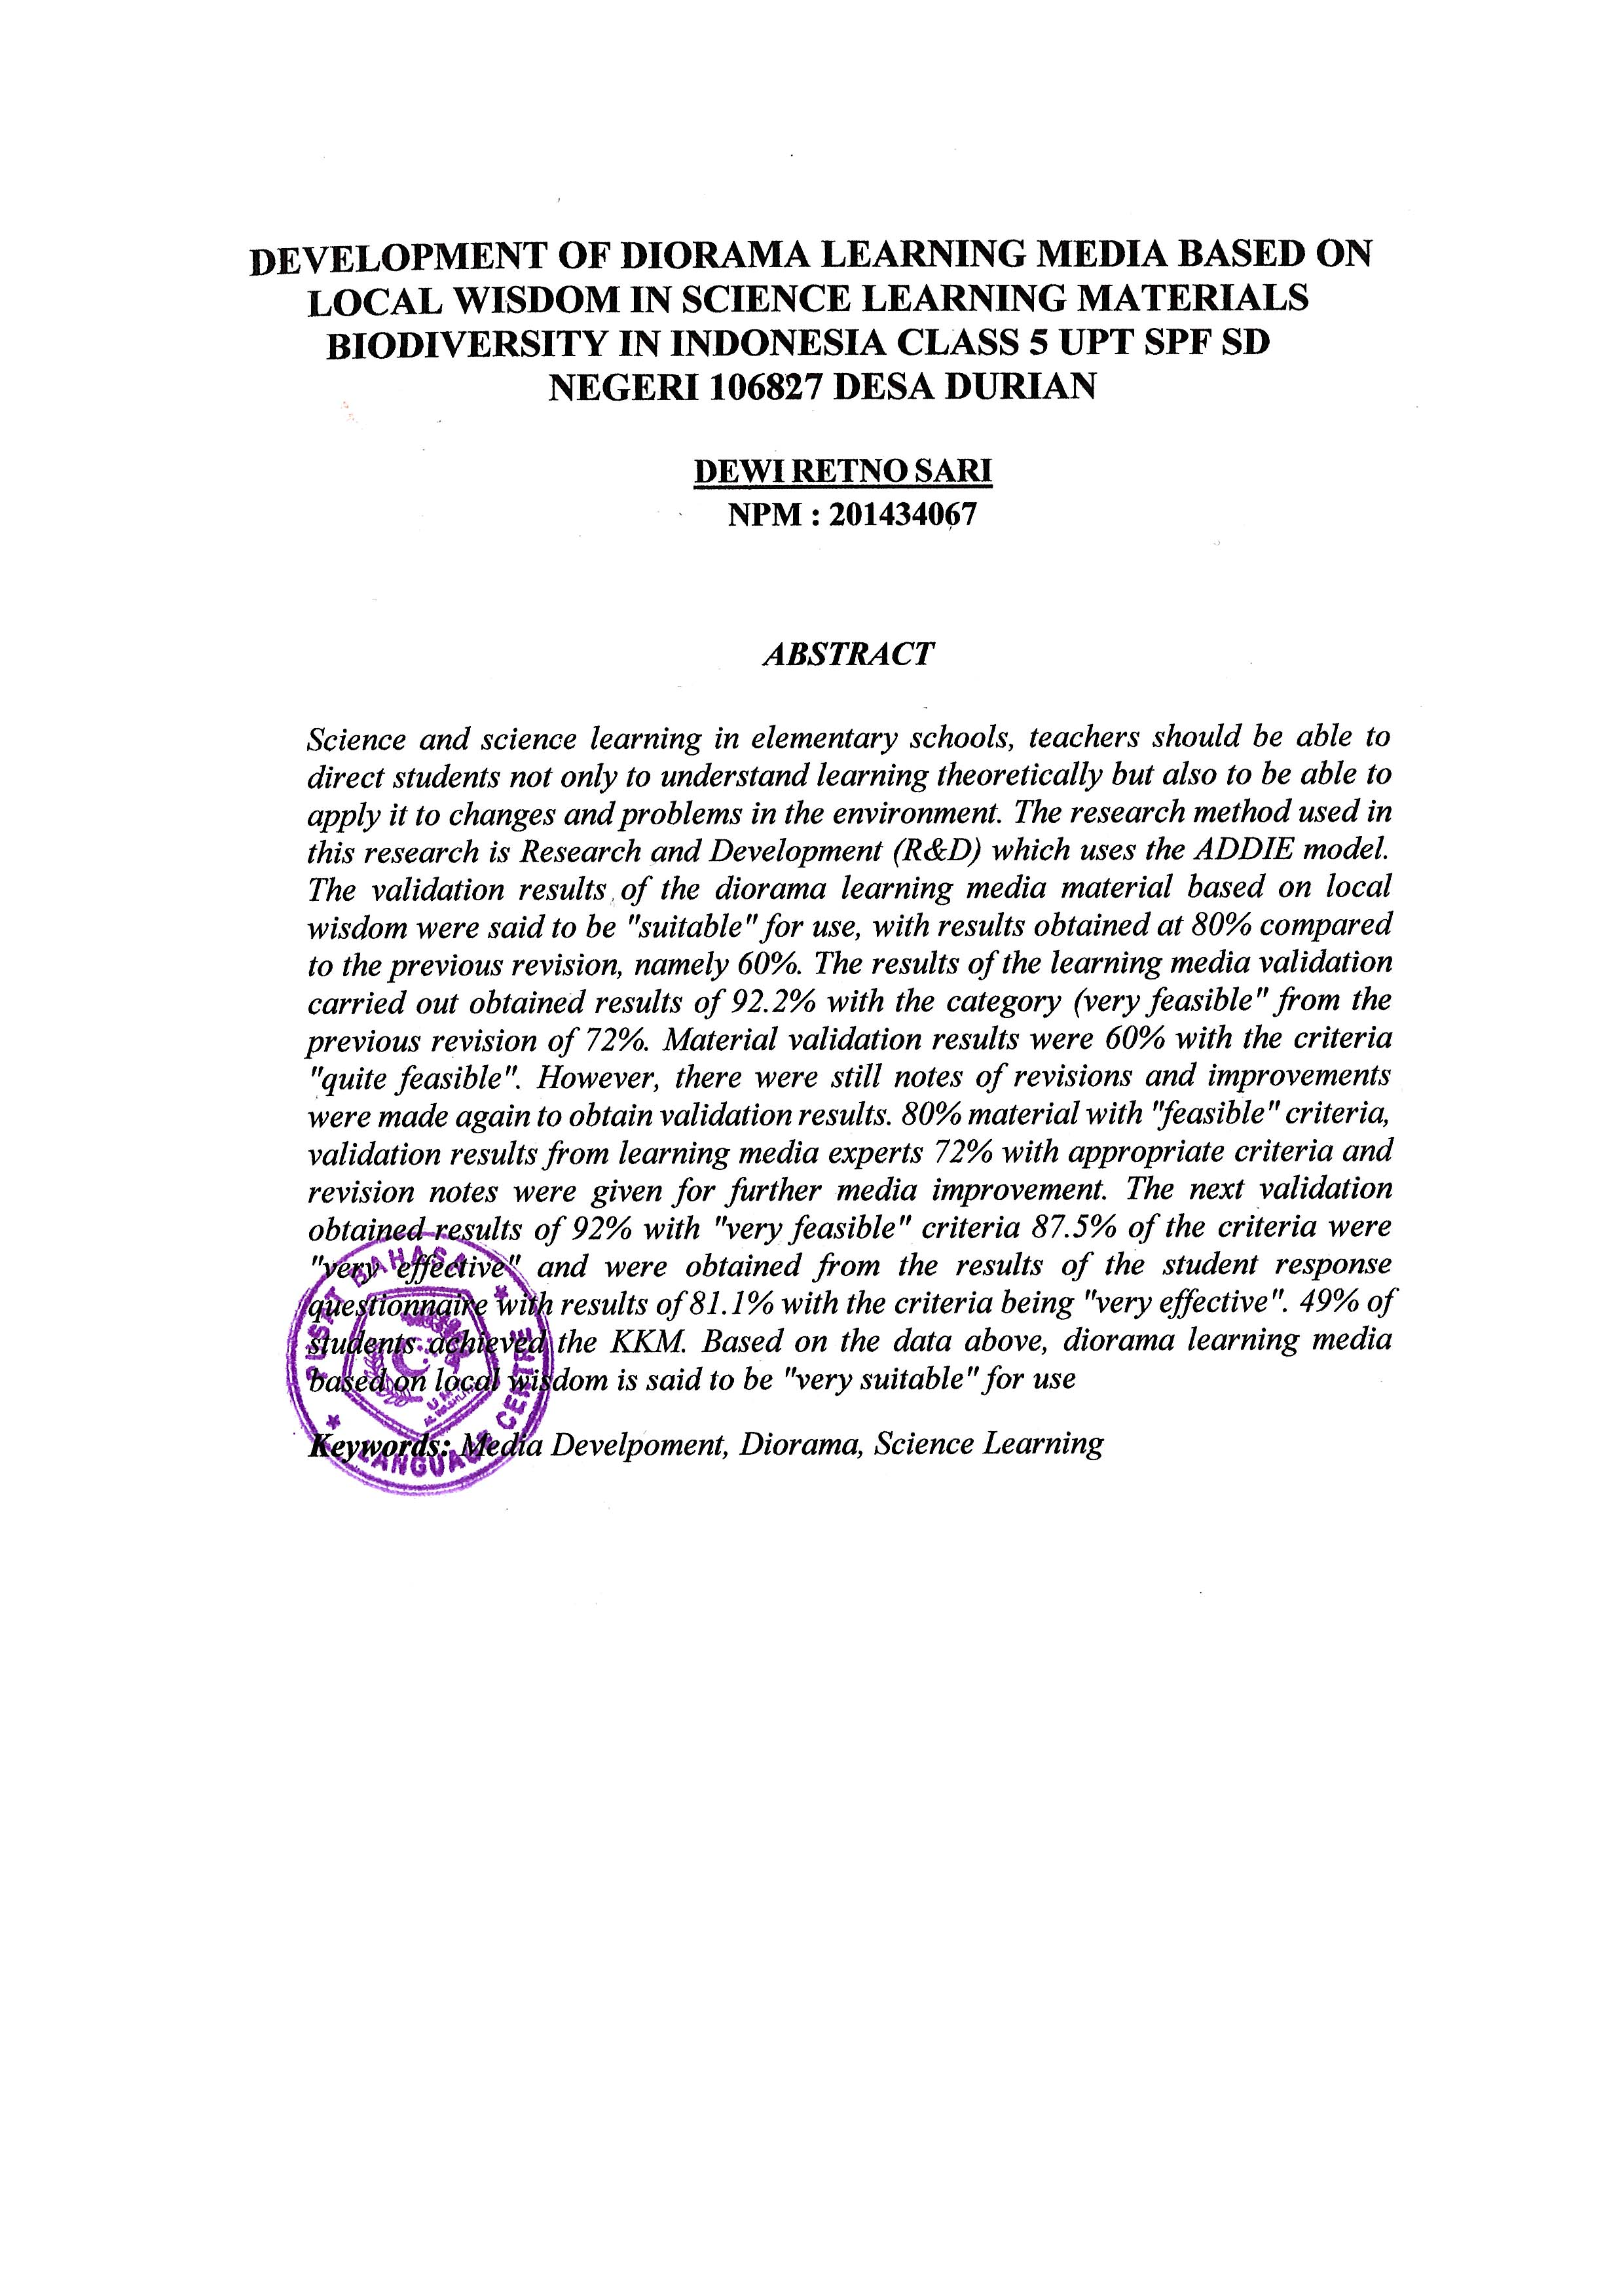 DEVELOPMENT OF DIORAMA LEARNING MEDIA BASED ON
LOCAL WISDOM IN SCIENCE LEARNING MATERIALS
BIODIVERSITY IN INDONESIA CLASS 5 UPT SPF SD
NEGERI 106827 DESA DURIAN
DEWI RETNO SARI
NPM : 201434067
ABSTRACT
Science and science learning in elementary schools, teachers should be able to
direct students not only to understand learning theoretically but also to be able to
apply it to changes and problems in the environment. The research method used in
this research is Research and Development (R&D) which uses the ADDIE model.
The validation results of the diorama learning media material based on local
wisdom were said to be "suitable" for use, with results obtained at 80% compared
to the previous revision, namely 60%. The results of the learning media validation
carried out obtained results of 92.2% with the category (very feasible" from the
previous revision of 72%. Material validation results were 60% with the criteria
"quite feasible". However, there were still notes of revisions and improvements
were made again to obtain validation results. 80% material with "feasible" criteria,
validation results from learning media experts 72% with appropriate criteria and
revision notes were given for further media improvement. The next validation
obtained results of 92% with "very feasible" criteria 87.5% of the criteria were
"very effective" and were obtained from the results of the student response
questionnaire with results of 81.1% with the criteria being "very effective". 49% of
students achieved the KKM. Based on the data above, diorama learning media
based on local wisdom is said to be "very suitable" for use
Keywords: Media Develpoment, Diorama, Science Learning
PUSAT BAHASA
LANGUAGE CENTRE